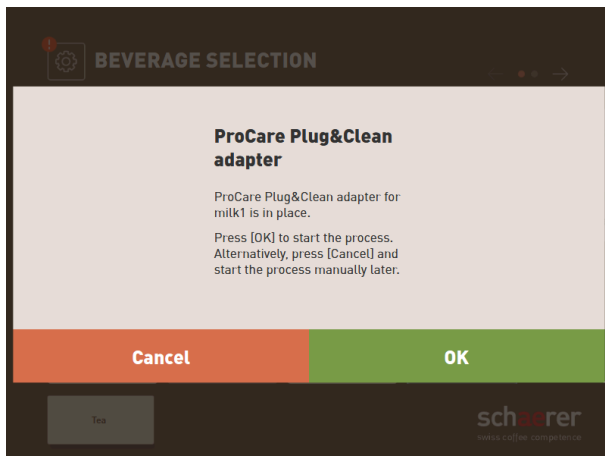 !
BEVERAGE SELECTION
ProCare Plug&Clean
adapter
ProCare Plug&Clean adapter for
milk1 is in place.
Press [OK] to start the process.
Alternatively, press [Cancel] and
start the process manually later.
Cancel
OK
Tea
schaerer
swiss coffee competence